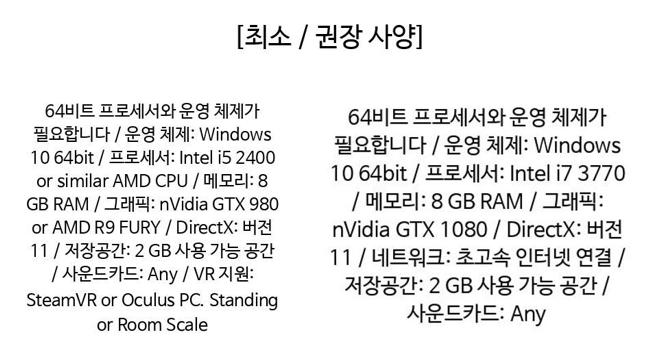 [최소 / 권장 사양]
64비트 프로세서와 운영 체제가
필요합니다 / 운영 체제: Windows
10 64bit / 프로세서: Intel i5 2400
or similar AMD CPU / 메모리: 8
GB RAM / 그래픽: nVidia GTX 980
or AMD R9 FURY / DirectX: 버전
11 / 저장공간: 2 GB 사용 가능 공간
/ 사운드카드: Any / VR 지원:
SteamVR or Oculus PC. Standing
or Room Scale
64비트 프로세서와 운영 체제가
필요합니다 / 운영 체제: Windows
10 64bit / 프로세서: Intel i7 3770
/ 메모리: 8 GB RAM / 그래픽:
nVidia GTX 1080 / DirectX: 버전
11 / 네트워크: 초고속 인터넷 연결 /
저장공간: 2 GB 사용 가능 공간 /
사운드카드: Any